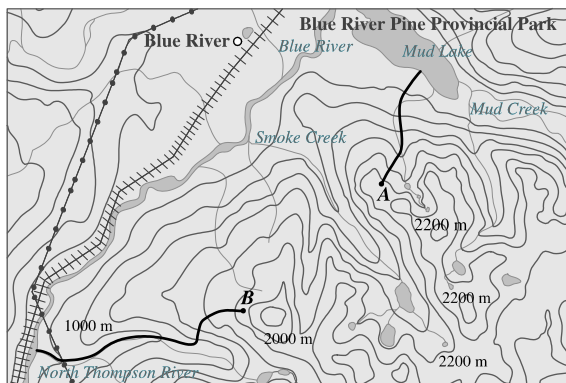 Blue River Pine Provincial Park
Blue River
Blue River
Mud Lake
Mud Creek
Smoke Creek
A
2200 m
B
2200 m
1000 m
2000 m
2200 m
North Thompson River